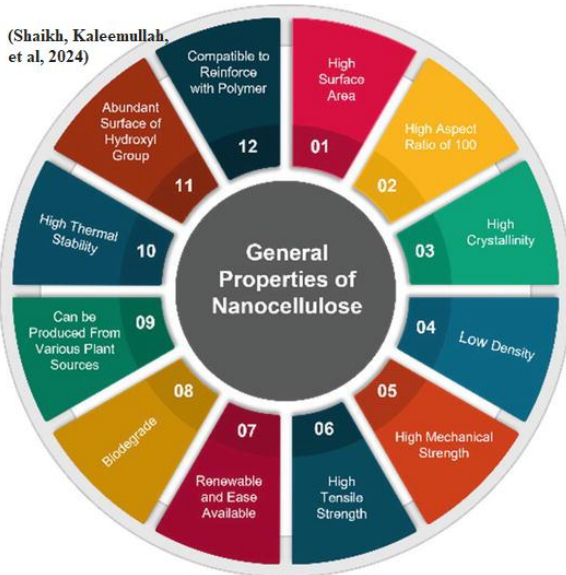 (Shaikh, Kaleemullah,
et al, 2024)
General
Properties of
Nanocellulose
High
Surface
Area
01
High Aspect
Ratio of 100
02
High
Crystallinity
03
Low Density
04
High Mechanical
Strength
05
High
Tensile
Strength
06
Renewable
and Ease
Available
07
Biodegrade
08
Can be
Produced From
Various Plant
Sources
09
High Thermal
Stability
10
Abundant
Surface of
Hydroxyl
Group
11
Compatible to
Reinforce
with Polymer
12